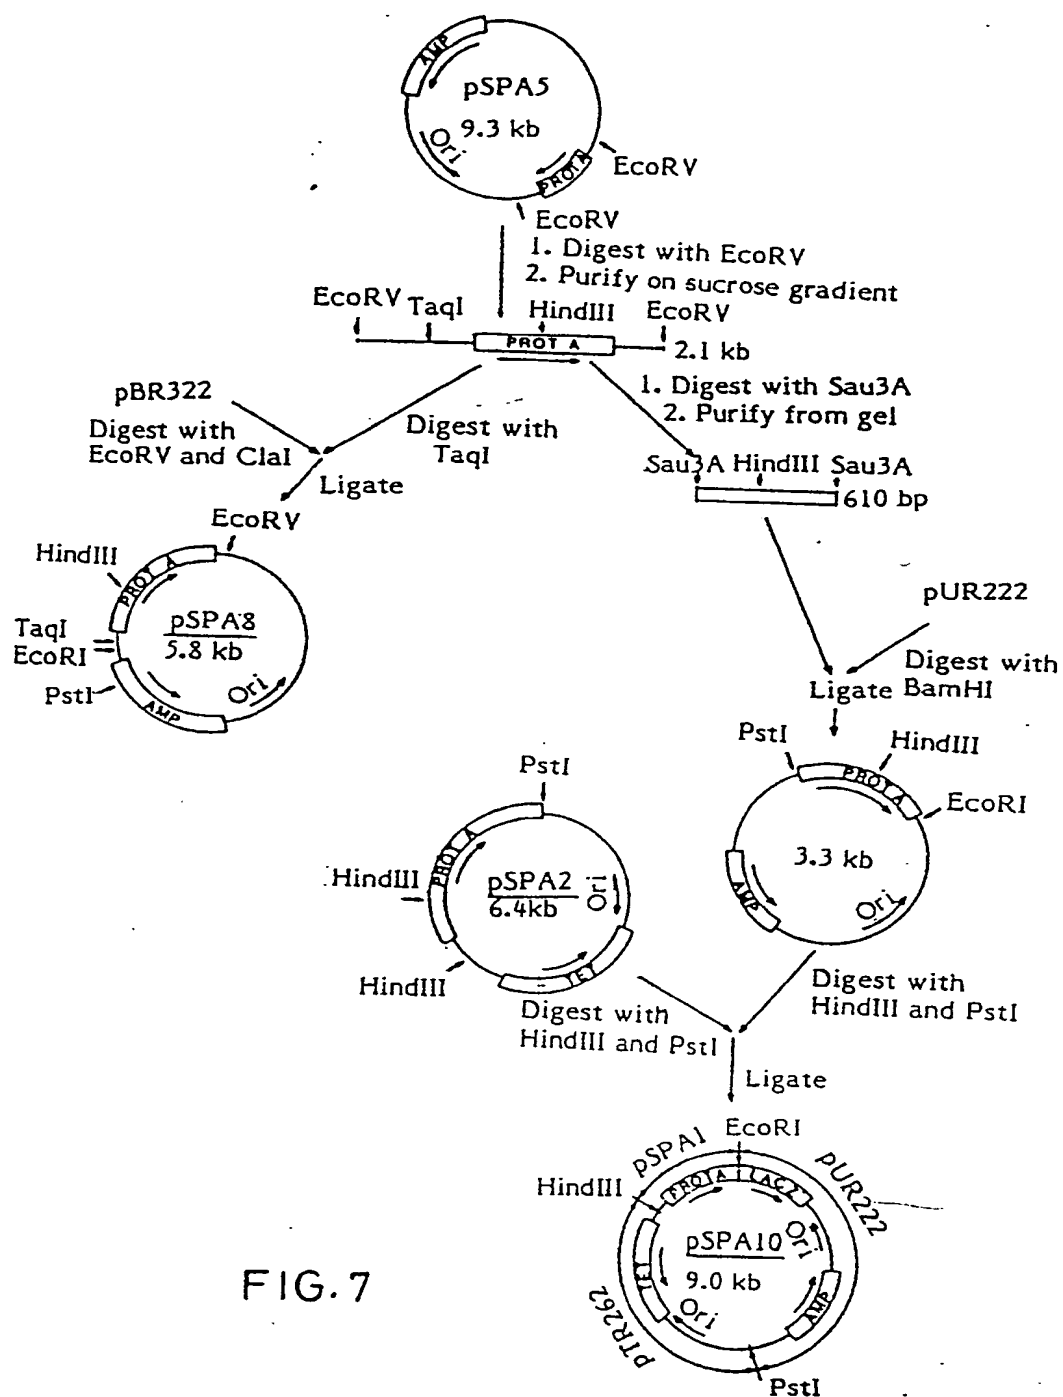 AMP
pSPA5
9.3 kb
Ori
PROT A
EcoRV
EcoRV
1. Digest with EcoRV
2. Purify on sucrose gradient
EcoRV
TaqI
HindIII
EcoRV
PROT A
2.1 kb
pBR322
Digest with
EcoRV and ClaI
Digest with
TaqI
Ligate
1. Digest with Sau3A
2. Purify from gel
Sau3A HindIII Sau3A
610 bp
EcoRV
HindIII
PROT A
pSPA8
5.8 kb
TaqI
EcoRI
PstI
AMP
Ori
pUR222
Digest with
BamHI
Ligate
PstI
HindIII
PROT A
EcoRI
3.3 kb
AMP
Ori
PstI
PROT A
HindIII
pSPA2
6.4kb
Ori
HindIII
TET
Digest with
HindIII and PstI
Digest with
HindIII and PstI
Ligate
EcoRI
pSPA1
pUR222
HindIII
PROT A
LAC Z
Ori
pSPA10
9.0 kb
TET
Ori
AMP
pTR262
PstI
FIG. 7